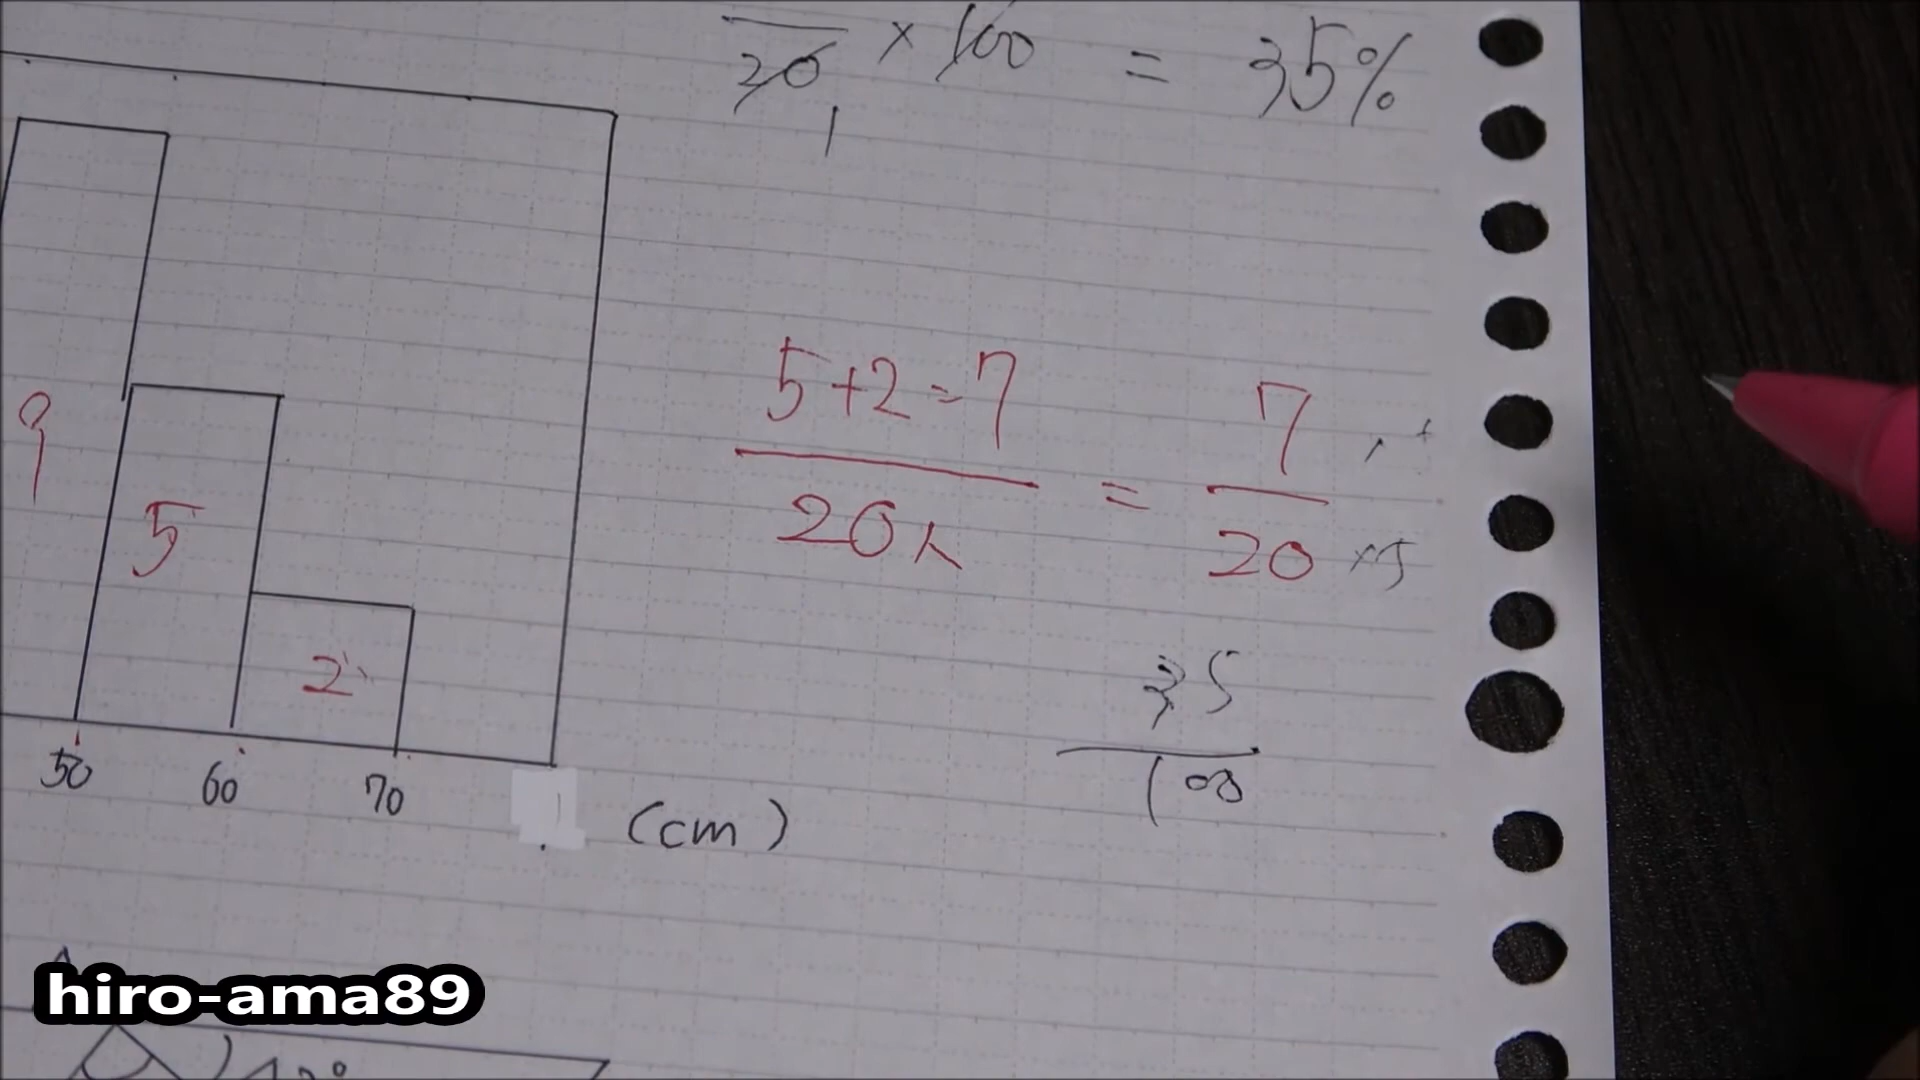 20 × 100 = 35%
1
5+2=7 = 7
20人 20 ×5
9
5
2
35
100
50 60 70 (cm)
hiro-ama89